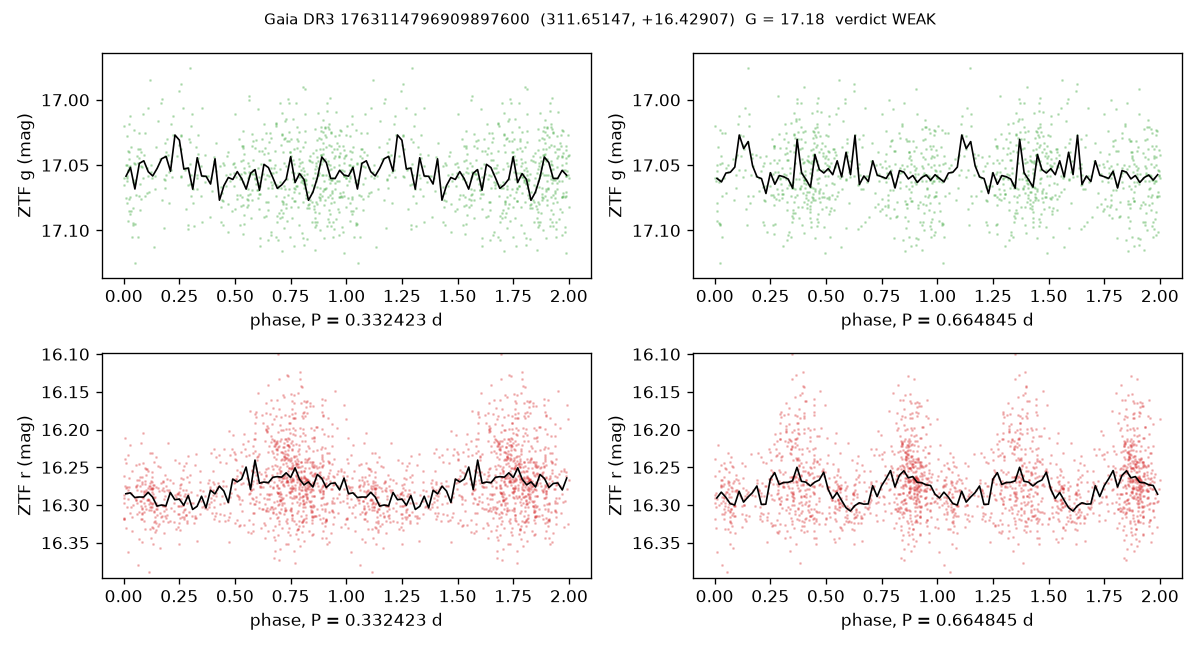 Gaia DR3 1763114796909897600 (311.65147, +16.42907) G = 17.18 verdict WEAK
ZTF g (mag)
17.00
17.05
17.10
0.00 0.25 0.50 0.75 1.00 1.25 1.50 1.75 2.00
phase, P = 0.332423 d
ZTF g (mag)
17.00
17.05
17.10
0.00 0.25 0.50 0.75 1.00 1.25 1.50 1.75 2.00
phase, P = 0.664845 d
ZTF r (mag)
16.10
16.15
16.20
16.25
16.30
16.35
0.00 0.25 0.50 0.75 1.00 1.25 1.50 1.75 2.00
phase, P = 0.332423 d
ZTF r (mag)
16.10
16.15
16.20
16.25
16.30
16.35
0.00 0.25 0.50 0.75 1.00 1.25 1.50 1.75 2.00
phase, P = 0.664845 d